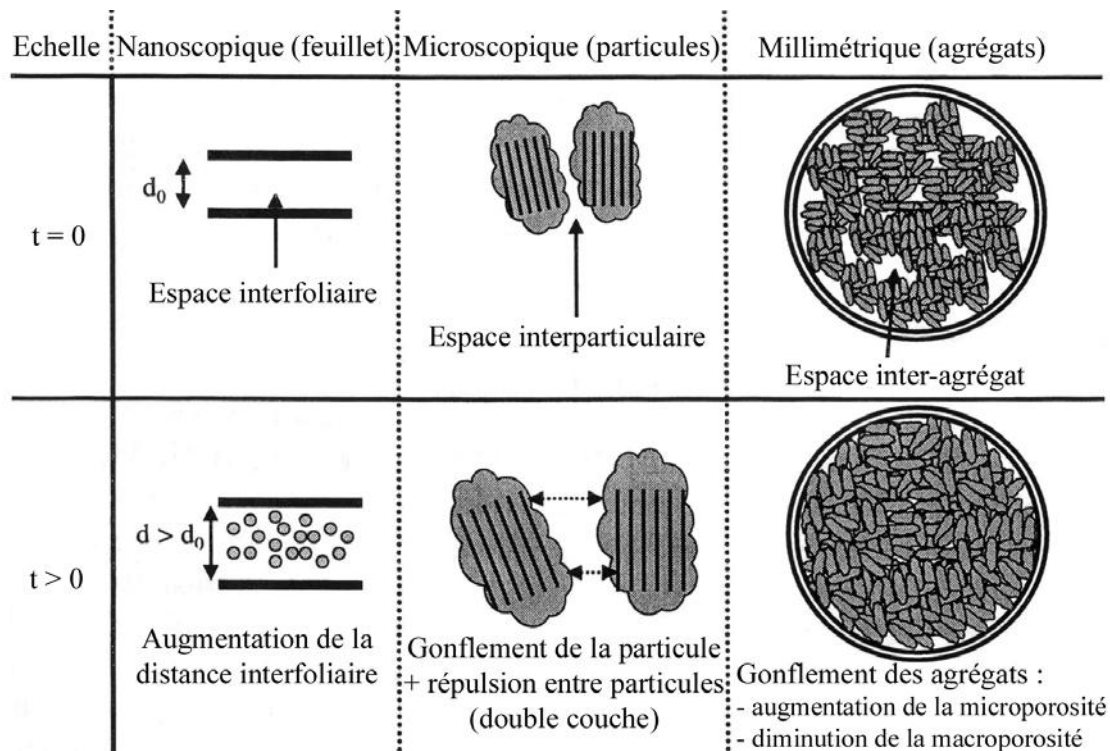 Echelle Nanoscopique (feuillet) Microscopique (particules) Millimétrique (agrégats)
t = 0
d₀
Espace interfoliaire
Espace interparticulaire
Espace inter-agrégat
t > 0
d > d₀
Augmentation de la
distance interfoliaire
Gonflement de la particule
+ répulsion entre particules
(double couche)
Gonflement des agrégats :
- augmentation de la microporosité
- diminution de la macroporosité